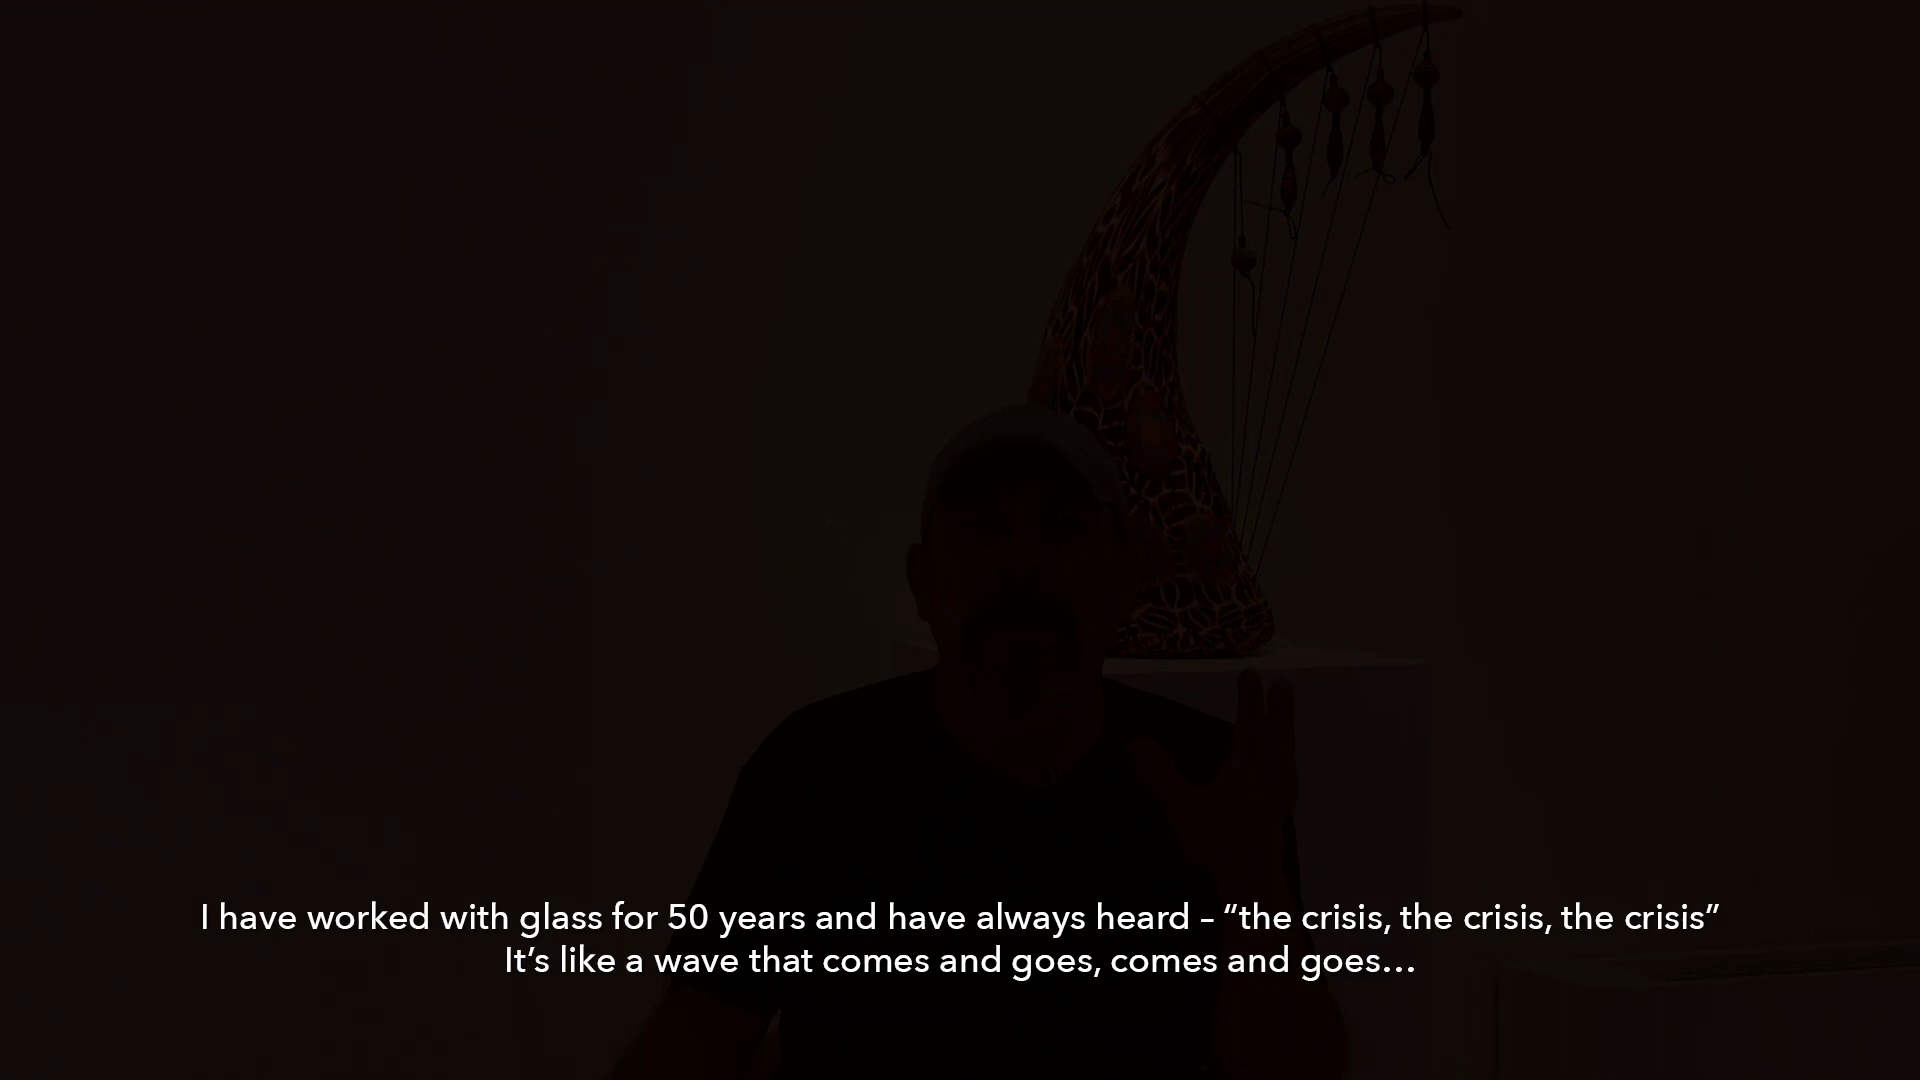 I have worked with glass for 50 years and have always heard – “the crisis, the crisis, the crisis”
It’s like a wave that comes and goes, comes and goes…